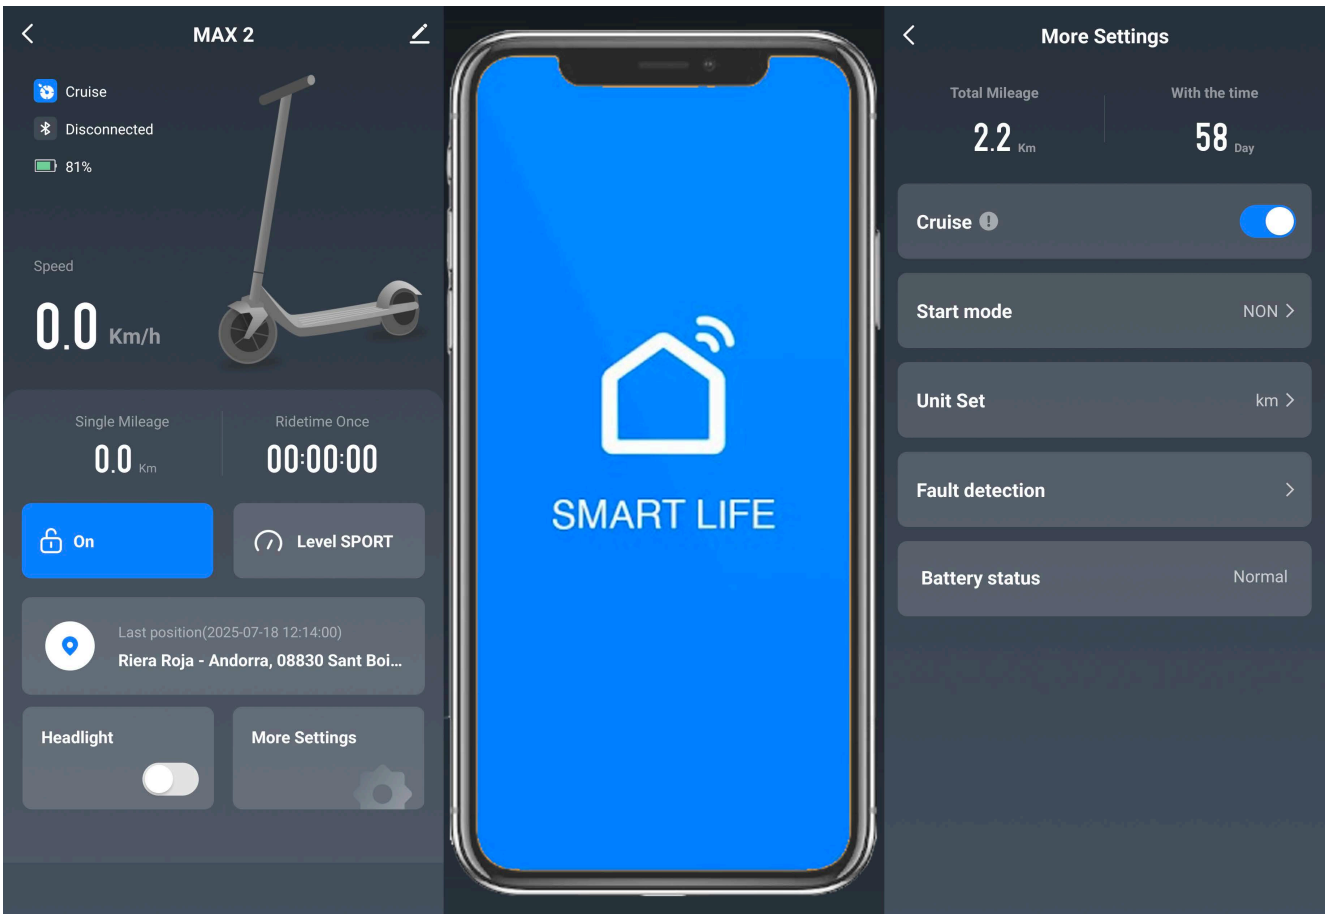 MAX 2
Cruise
Disconnected
81%
Speed
0.0 Km/h
Single Mileage
Ridetime Once
0.0 Km
00:00:00
On
Level SPORT
Last position(2025-07-18 12:14:00)
Riera Roja - Andorra, 08830 Sant Boi...
Headlight
More Settings
SMART LIFE
More Settings
Total Mileage
With the time
2.2 Km
58 Day
Cruise
Start mode
NON
Unit Set
km
Fault detection
Battery status
Normal